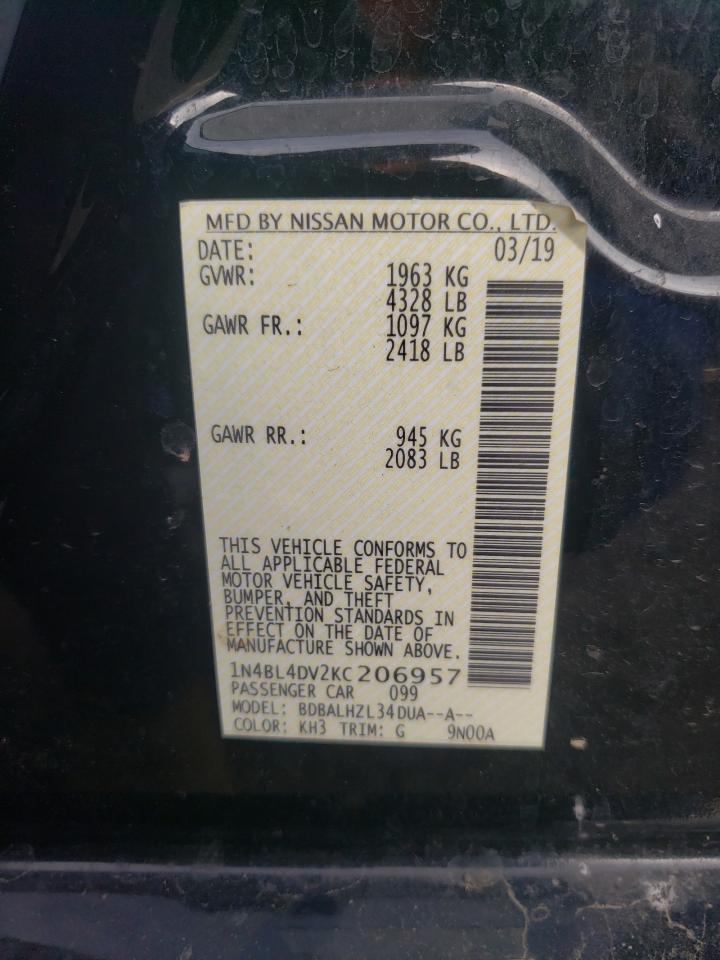 MFD BY NISSAN MOTOR CO., LTD.
DATE: 03/19
GVWR: 1963 KG
4328 LB
GAWR FR.: 1097 KG
2418 LB
GAWR RR.: 945 KG
2083 LB
THIS VEHICLE CONFORMS TO
ALL APPLICABLE FEDERAL
MOTOR VEHICLE SAFETY,
BUMPER, AND THEFT
PREVENTION STANDARDS IN
EFFECT ON THE DATE OF
MANUFACTURE SHOWN ABOVE.
1N4BL4DV2KC206957
PASSENGER CAR 099
MODEL: BDBALHZL34DUA--A--
COLOR: KH3 TRIM: G 9N00A